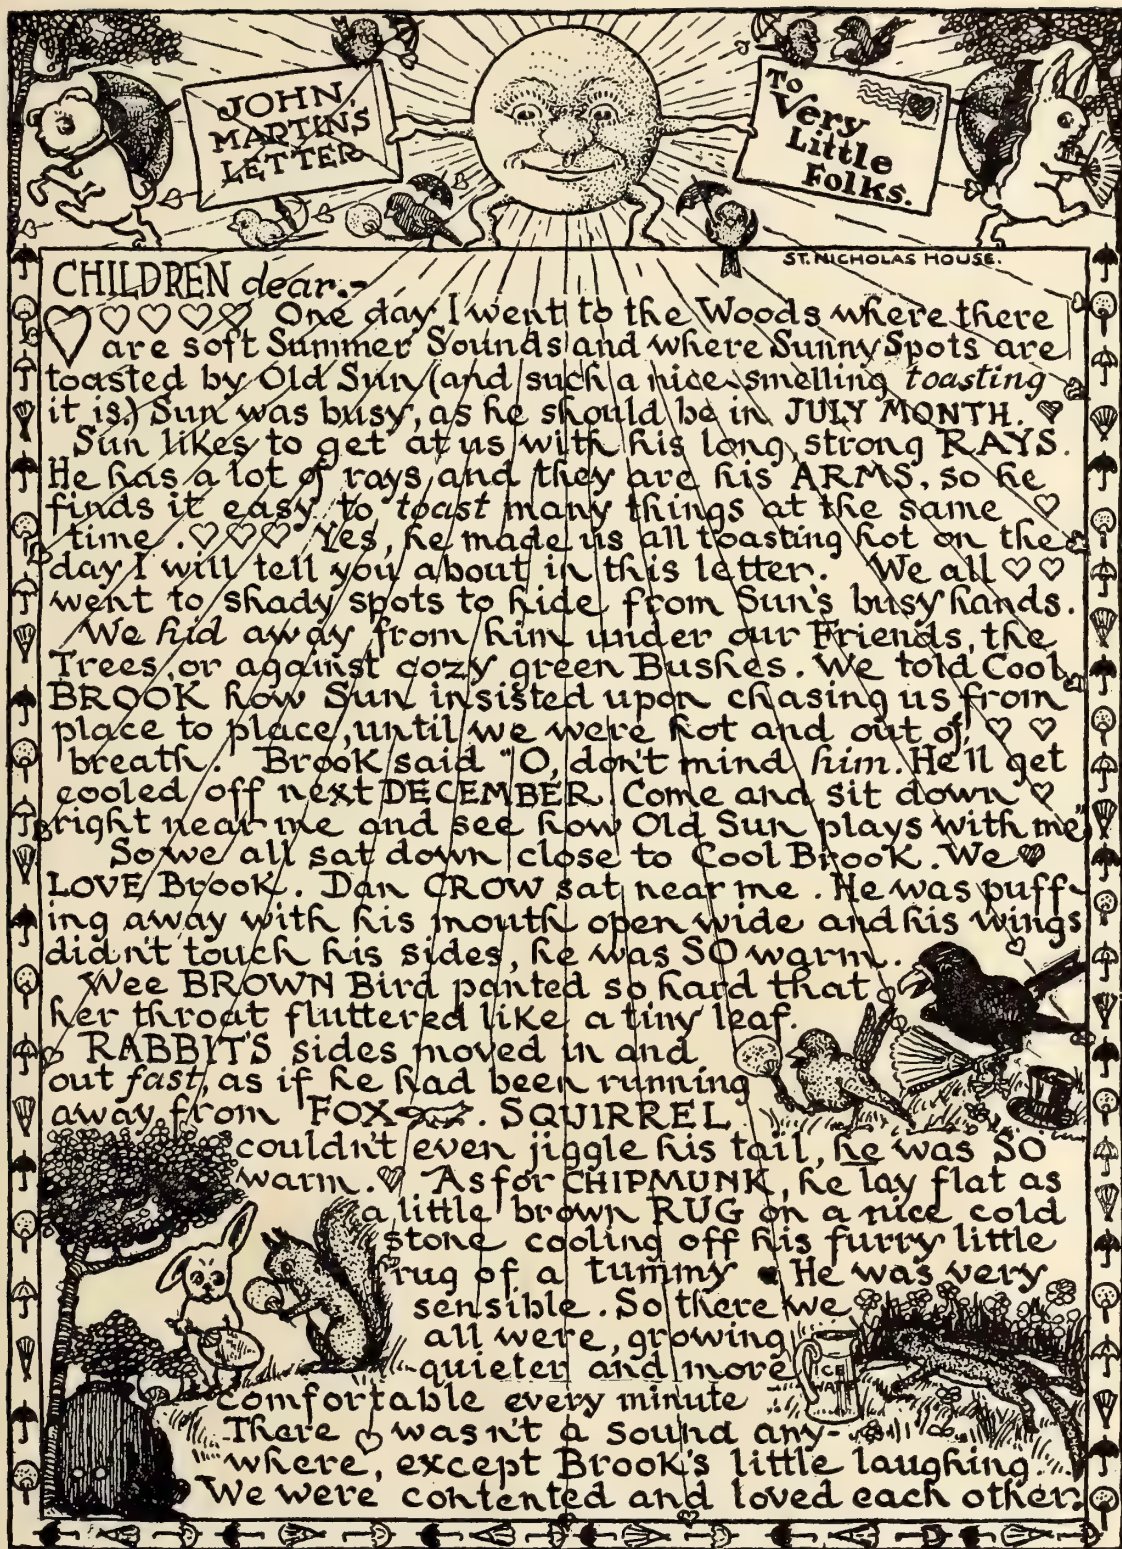 JOHN
MARTIN'S
LETTER
To
Very
Little
Folks.
ST. NICHOLAS HOUSE.
CHILDREN dear.-
One day I went to the Woods where there
are soft Summer Sounds and where Sunny Spots are
toasted by Old Sun (and such a nice smelling toasting
it is.) Sun was busy, as he should be in JULY MONTH.
Sun likes to get at us with his long, strong RAYS.
He has a lot of rays and they are his ARMS, so he
finds it easy to toast many things at the same
time. Yes, he made us all toasting hot on the
day I will tell you about in this letter. We all
went to shady spots to hide from Sun's busy hands.
We hid away from him under our Friends, the
Trees, or against cozy green Bushes. We told Cool
BROOK how Sun insisted upon chasing us from
place to place, until we were hot and out of
breath. Brook said "O, don't mind him. He'll get
cooled off next DECEMBER. Come and sit down
right near me and see how Old Sun plays with me"
So we all sat down close to Cool Brook. We
LOVE Brook. Dan CROW sat near me. He was puff-
ing away with his mouth open wide and his wings
didn't touch his sides, he was SO warm.
Wee BROWN Bird panted so hard that
her throat fluttered like a tiny leaf.
RABBIT'S sides moved in and
out fast, as if he had been running
away from FOX. SQUIRREL
couldn't even jiggle his tail, he was SO
warm. As for CHIPMUNK, he lay flat as
a little brown RUG on a nice cold
stone cooling off his furry little
rug of a tummy. He was very
sensible. So there we
all were, growing
quieter and more
ICE
WATER
comfortable every minute
There wasn't a sound any-
where, except Brook's little laughing.
We were contented and loved each other.